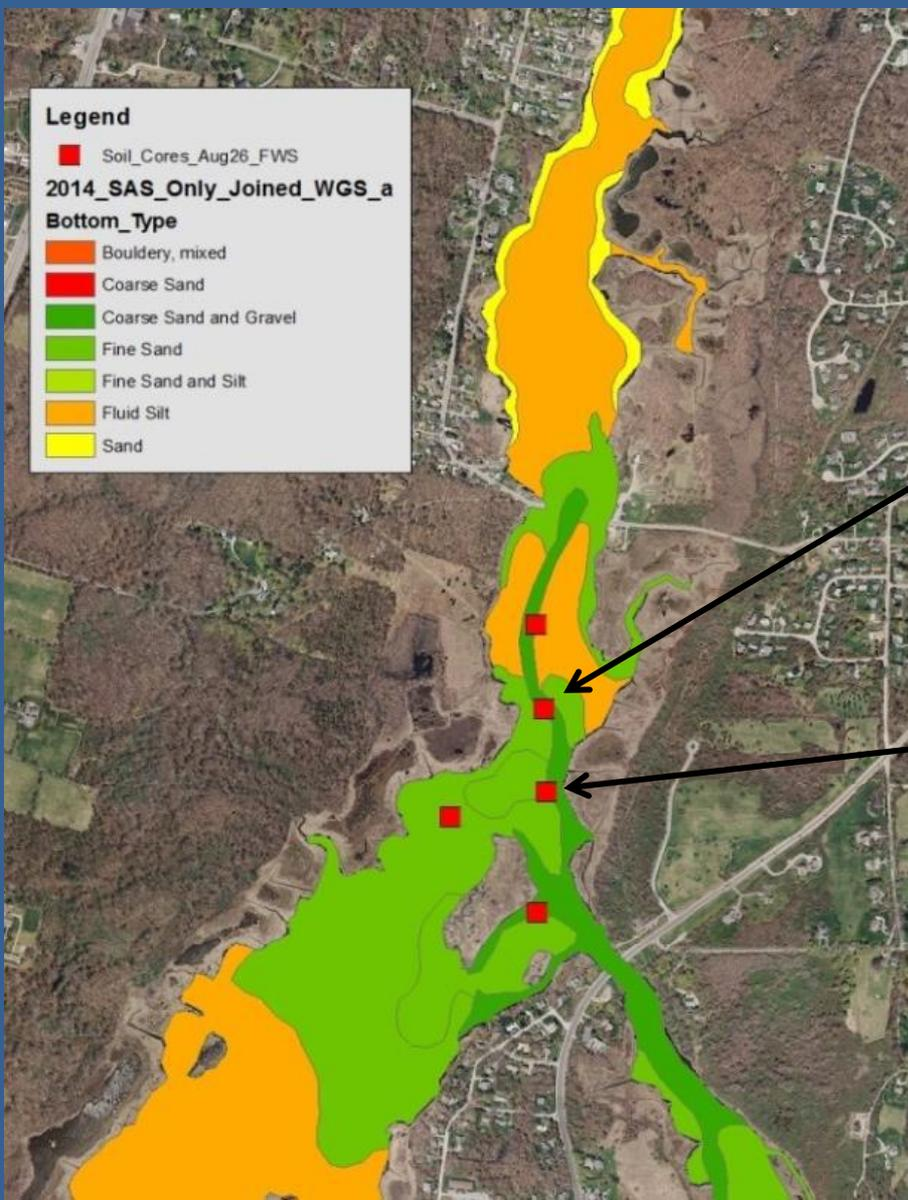 Legend
Soil_Cores_Aug26_FWS
2014_SAS_Only_Joined_WGS_a
Bottom_Type
Bouldery, mixed
Coarse Sand
Coarse Sand and Gravel
Fine Sand
Fine Sand and Silt
Fluid Silt
Sand